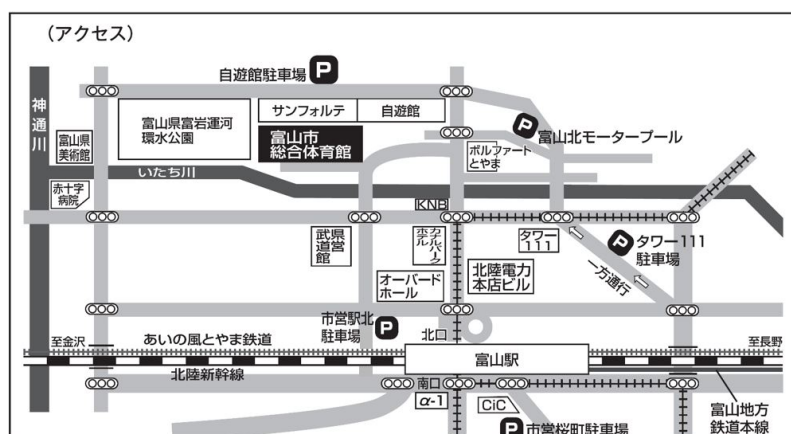 (アクセス)
自遊館駐車場 P
神通川
富山県
美術館
富山県富岩運河
環水公園
サンフォルテ
自遊館
富山市
総合体育館
P 富山北モータープール
ボルファート
とやま
赤十字
病院
いたち川
KNB
県営
武道館
カナルパーク
ホテル
タワー
111
P タワー111
駐車場
一方通行
オーバード
ホール
北陸電力
本店ビル
市営駅北
駐車場 P
北口
至金沢
あいの風とやま鉄道
至長野
富山駅
北陸新幹線
南口
α-1
CiC
P 市営桜町駐車場
富山地方
鉄道本線